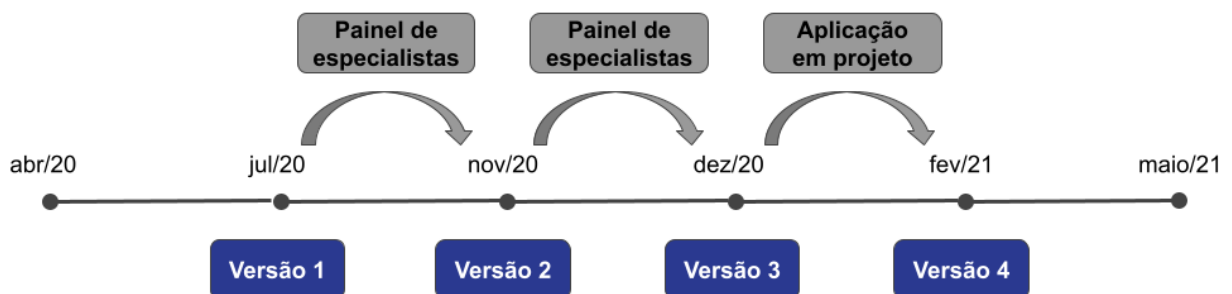 Painel de
especialistas
Painel de
especialistas
Aplicação
em projeto
abr/20
jul/20
nov/20
dez/20
fev/21
maio/21
Versão 1
Versão 2
Versão 3
Versão 4